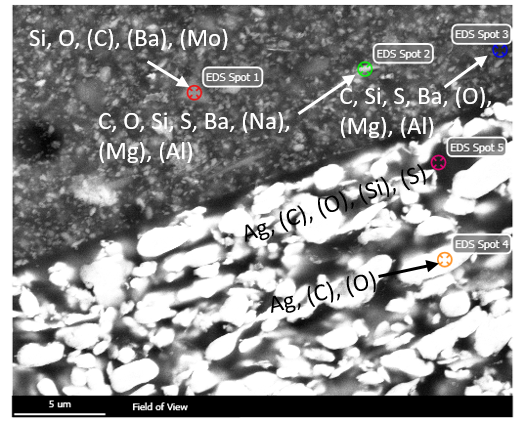 Si, O, (C), (Ba), (Mo)
EDS Spot 1
EDS Spot 2
EDS Spot 3
C, O, Si, S, Ba, (Na),
(Mg), (Al)
C, Si, S, Ba, (O),
(Mg), (Al)
EDS Spot 5
Ag, (C), (O), (Si), (S)
EDS Spot 4
Ag, (C), (O)
5 um
Field of View